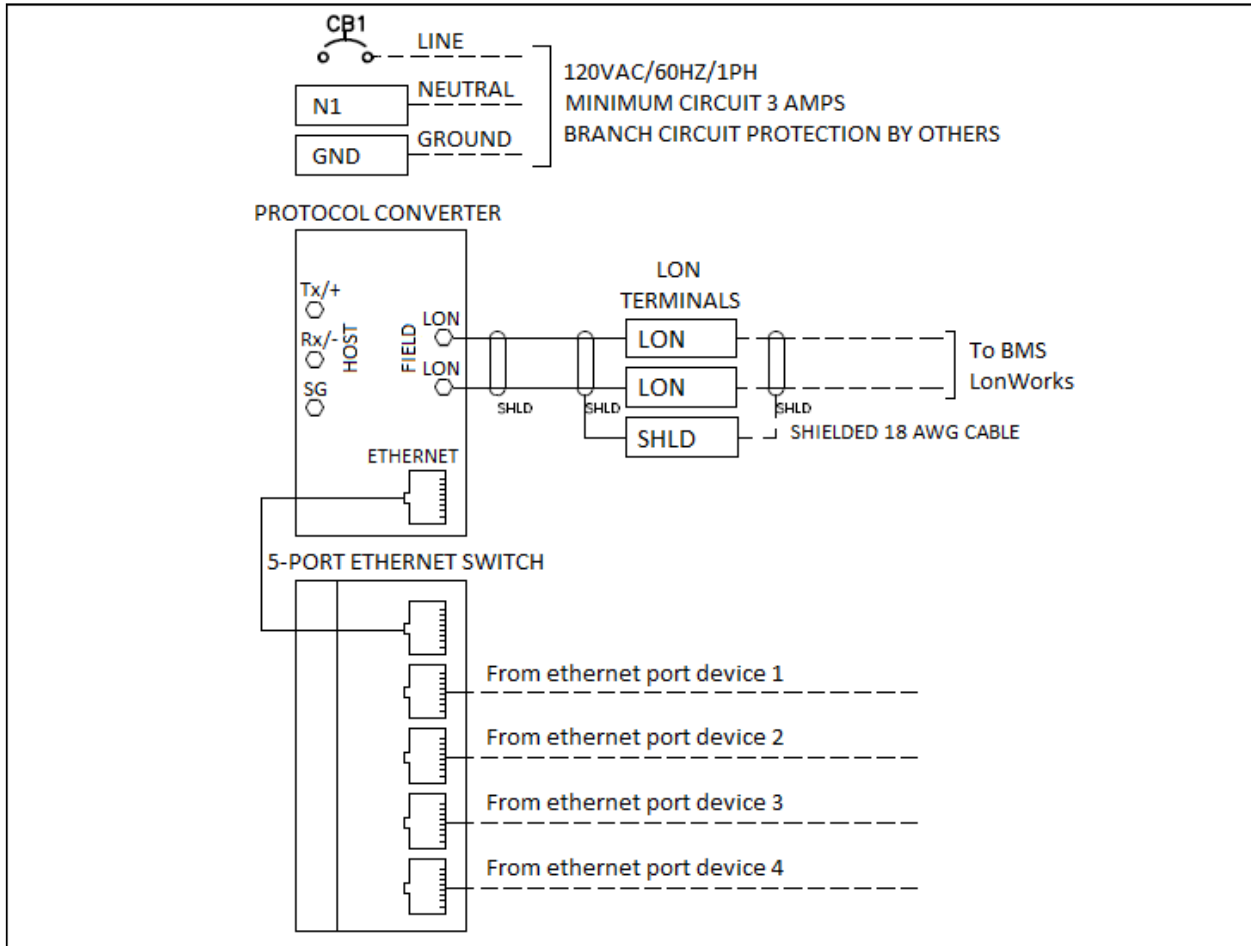 CB1
LINE
N1
NEUTRAL
GND
GROUND
120VAC/60HZ/1PH
MINIMUM CIRCUIT 3 AMPS
BRANCH CIRCUIT PROTECTION BY OTHERS
PROTOCOL CONVERTER
Tx/+
Rx/-
SG
HOST
FIELD
LON
LON
ETHERNET
SHLD
SHLD
SHLD
LON
TERMINALS
LON
LON
SHLD
To BMS
LonWorks
SHIELDED 18 AWG CABLE
5-PORT ETHERNET SWITCH
From ethernet port device 1
From ethernet port device 2
From ethernet port device 3
From ethernet port device 4